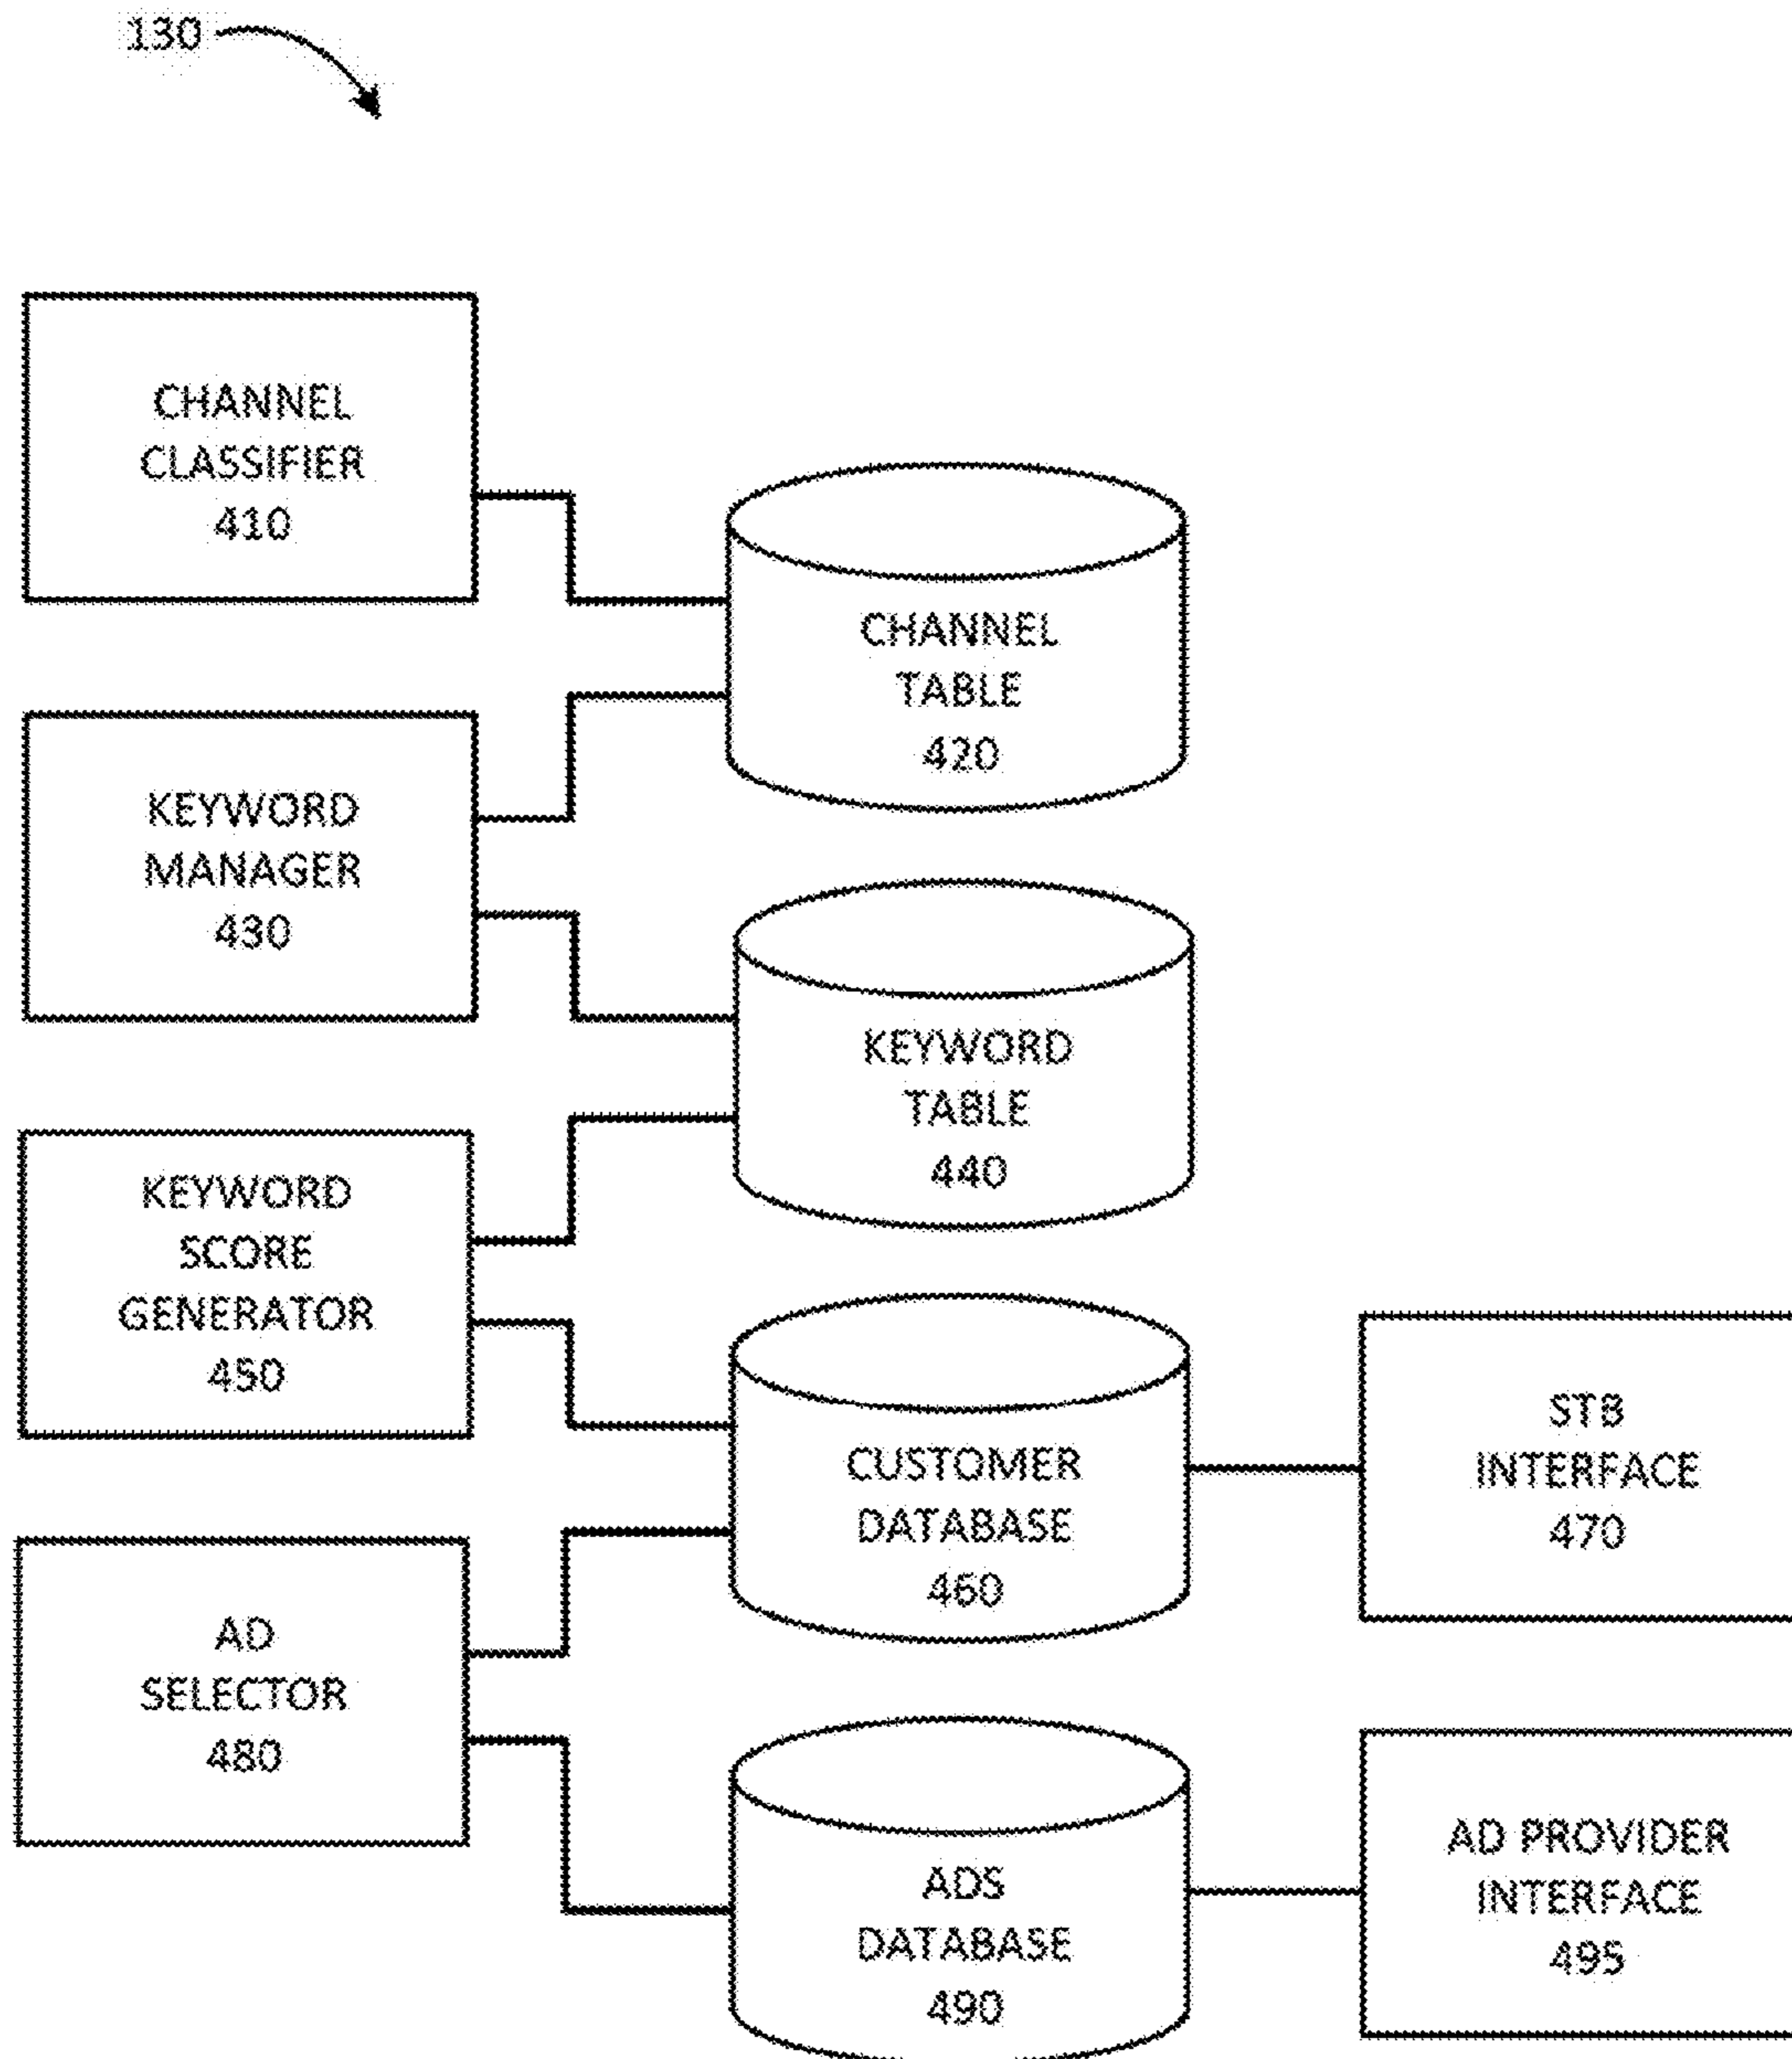 130
CHANNEL
CLASSIFIER
410
CHANNEL
TABLE
420
KEYWORD
MANAGER
430
KEYWORD
TABLE
440
KEYWORD
SCORE
GENERATOR
450
CUSTOMER
DATABASE
460
STB
INTERFACE
470
AD
SELECTOR
480
ADS
DATABASE
490
AD PROVIDER
INTERFACE
495